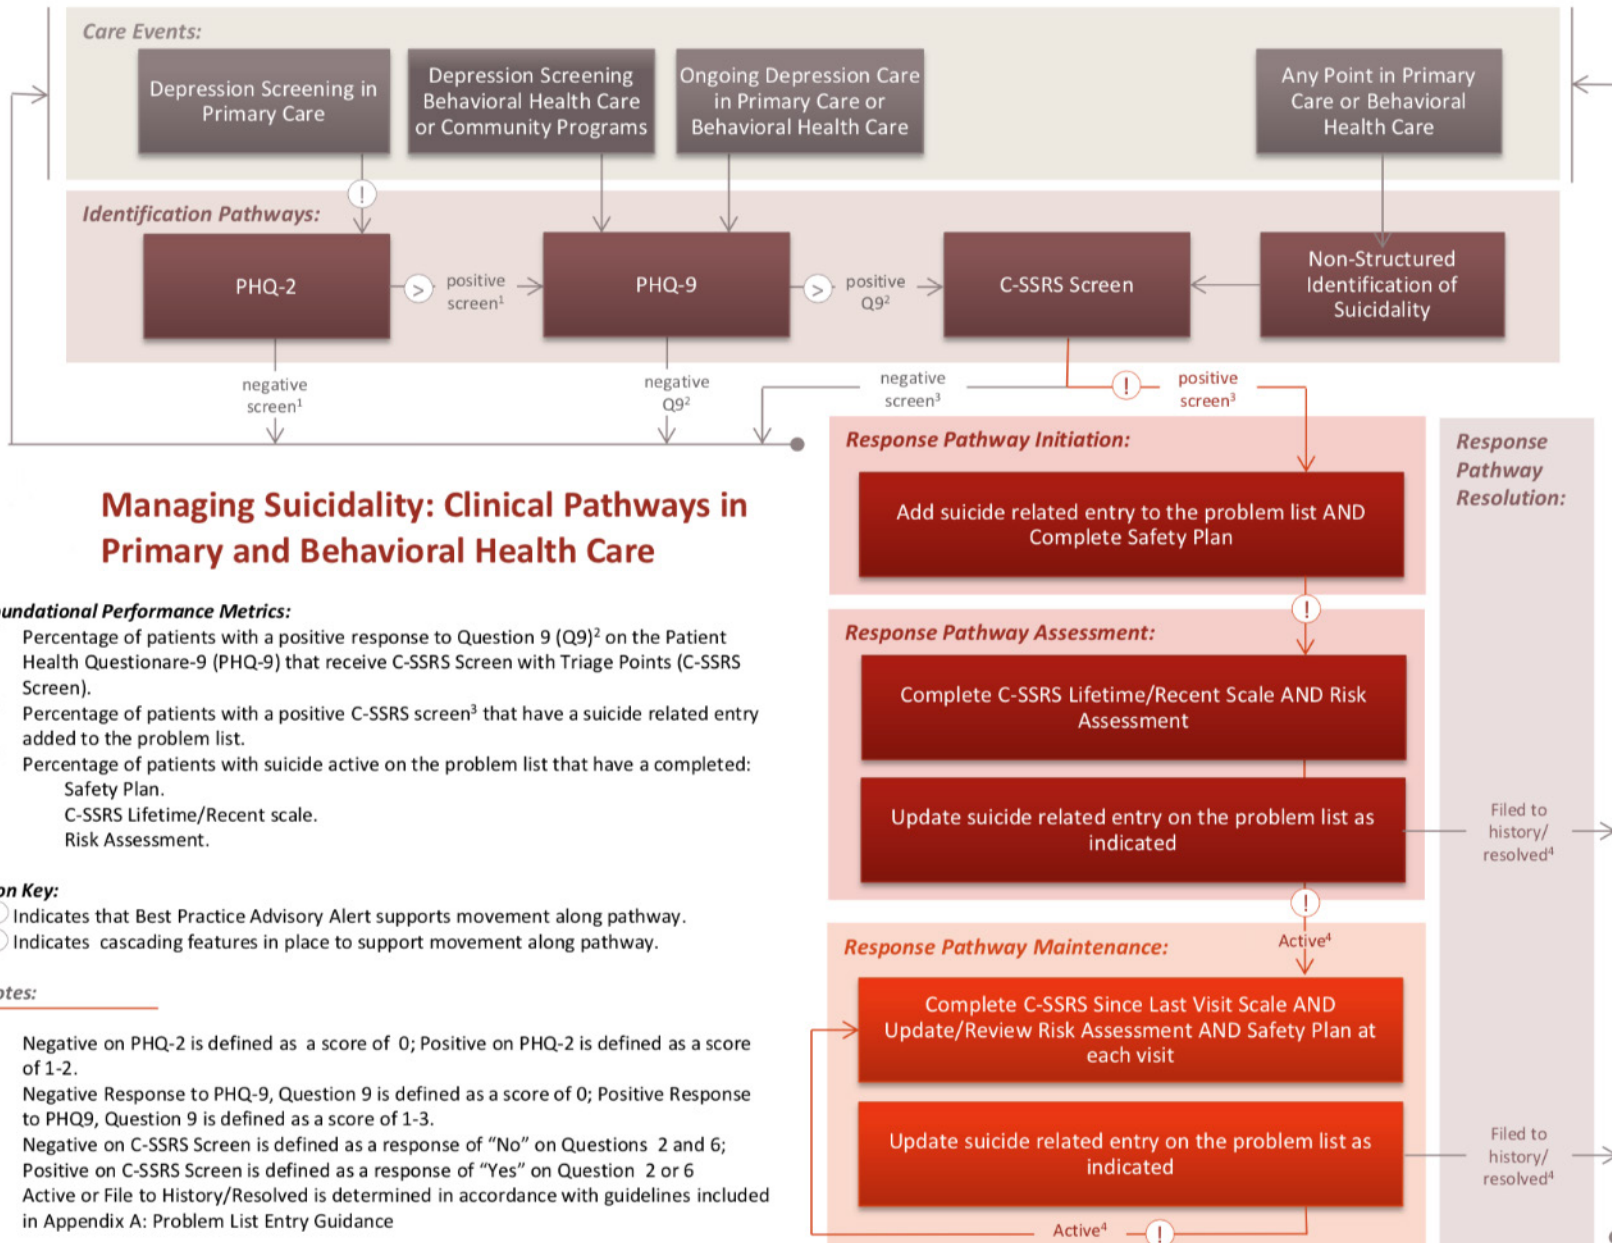 Care Events:
Depression Screening in
Primary Care
Depression Screening
Behavioral Health Care
or Community Programs
Ongoing Depression Care
in Primary Care or
Behavioral Health Care
Any Point in Primary
Care or Behavioral
Health Care
!
Identification Pathways:
PHQ-2
>
positive
screen¹
PHQ-9
>
positive
Q9²
C-SSRS Screen
Non-Structured
Identification of
Suicidality
negative
screen¹
negative
Q9²
negative
screen³
!
positive
screen³
Response Pathway Initiation:
Add suicide related entry to the problem list AND
Complete Safety Plan
!
Response Pathway Assessment:
Complete C-SSRS Lifetime/Recent Scale AND Risk
Assessment
Update suicide related entry on the problem list as
indicated
!
Active⁴
Response Pathway Maintenance:
Complete C-SSRS Since Last Visit Scale AND
Update/Review Risk Assessment AND Safety Plan at
each visit
Update suicide related entry on the problem list as
indicated
Active⁴
!
Response
Pathway
Resolution:
Filed to
history/
resolved⁴
Filed to
history/
resolved⁴
Managing Suicidality: Clinical Pathways in
Primary and Behavioral Health Care
undational Performance Metrics:
Percentage of patients with a positive response to Question 9 (Q9)² on the Patient
Health Questionare-9 (PHQ-9) that receive C-SSRS Screen with Triage Points (C-SSRS
Screen).
Percentage of patients with a positive C-SSRS screen³ that have a suicide related entry
added to the problem list.
Percentage of patients with suicide active on the problem list that have a completed:
Safety Plan.
C-SSRS Lifetime/Recent scale.
Risk Assessment.
on Key:
Indicates that Best Practice Advisory Alert supports movement along pathway.
Indicates cascading features in place to support movement along pathway.
otes:
Negative on PHQ-2 is defined as a score of 0; Positive on PHQ-2 is defined as a score
of 1-2.
Negative Response to PHQ-9, Question 9 is defined as a score of 0; Positive Response
to PHQ9, Question 9 is defined as a score of 1-3.
Negative on C-SSRS Screen is defined as a response of “No” on Questions 2 and 6;
Positive on C-SSRS Screen is defined as a response of “Yes” on Question 2 or 6
Active or File to History/Resolved is determined in accordance with guidelines included
in Appendix A: Problem List Entry Guidance